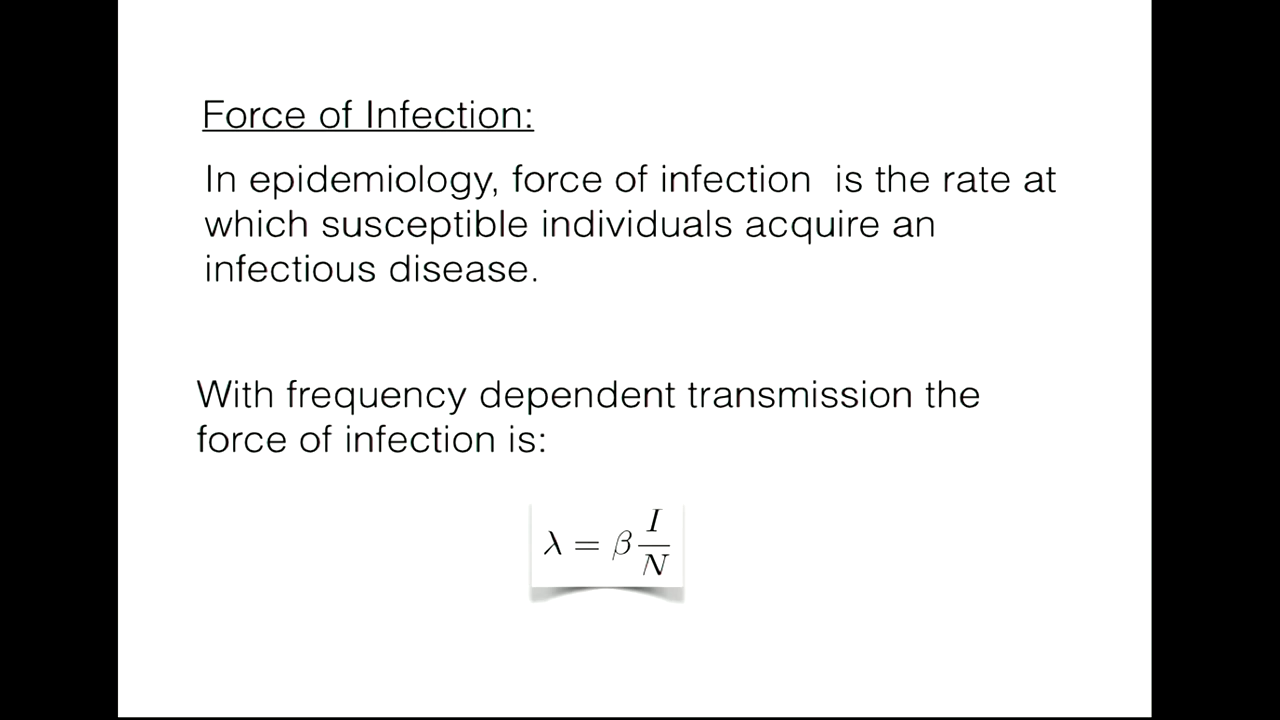 Force of Infection:
In epidemiology, force of infection  is the rate at
which susceptible individuals acquire an
infectious disease.
With frequency dependent transmission the
force of infection is:
λ = β I/N